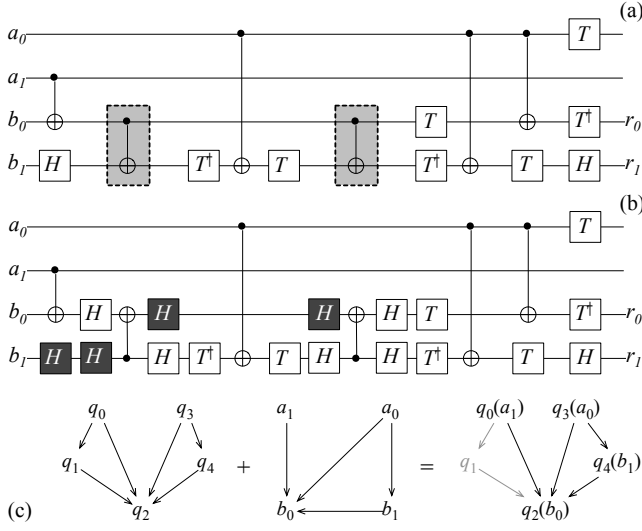 (a)
a0 T
a1
b0 T T† r0
b1 H T† T T† T H r1
(b)
a0 T
a1
b0 H H H H T T† r0
b1 H H H T† T H H T† T H r1
q0 q3 a1 a0 q0(a1) q3(a0)
q1 q4 + = q1 q4(b1)
q2 b0 b1 q2(b0)
(c)